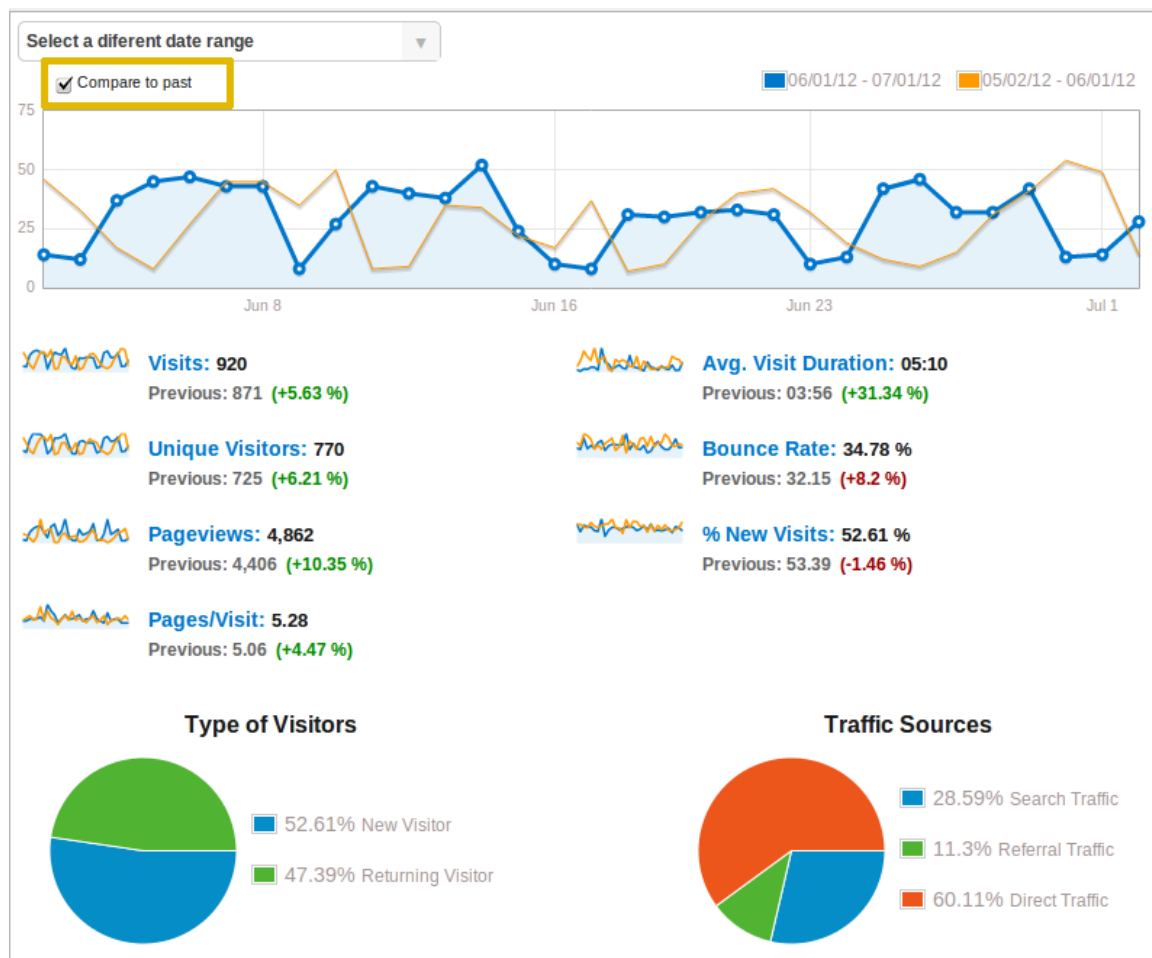 Select a diferent date range
Compare to past
06/01/12 - 07/01/12 05/02/12 - 06/01/12
75
50
25
0
Jun 8 Jun 16 Jun 23 Jul 1
Visits: 920
Previous: 871 (+5.63 %)
Avg. Visit Duration: 05:10
Previous: 03:56 (+31.34 %)
Unique Visitors: 770
Previous: 725 (+6.21 %)
Bounce Rate: 34.78 %
Previous: 32.15 (+8.2 %)
Pageviews: 4,862
Previous: 4,406 (+10.35 %)
% New Visits: 52.61 %
Previous: 53.39 (-1.46 %)
Pages/Visit: 5.28
Previous: 5.06 (+4.47 %)
Type of Visitors
52.61% New Visitor
47.39% Returning Visitor
Traffic Sources
28.59% Search Traffic
11.3% Referral Traffic
60.11% Direct Traffic